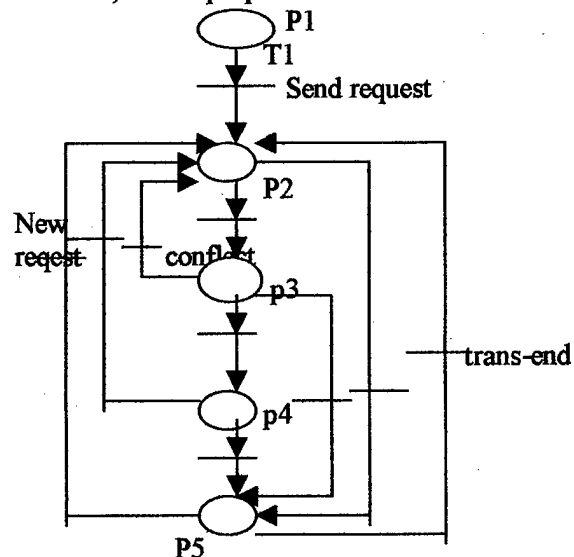 P1
T1
Send request
P2
New
reqest
conflect
p3
trans-end
p4
P5